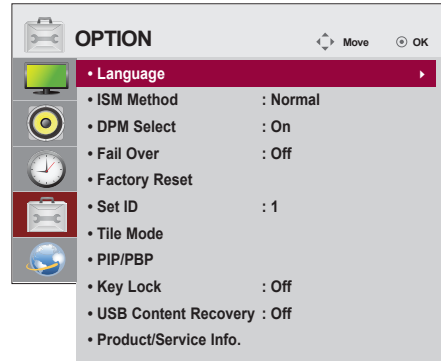 OPTION Move OK
• Language
• ISM Method : Normal
• DPM Select : On
• Fail Over : Off
• Factory Reset
• Set ID : 1
• Tile Mode
• PIP/PBP
• Key Lock : Off
• USB Content Recovery : Off
• Product/Service Info.